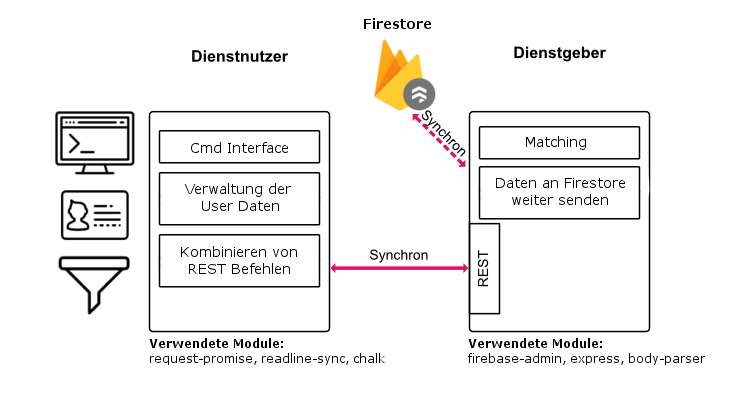 Firestore
Dienstnutzer
Dienstgeber
Synchron
Cmd Interface
Verwaltung der
User Daten
Kombinieren von
REST Befehlen
Synchron
Matching
Daten an Firestore
weiter senden
REST
Verwendete Module:
request-promise, readline-sync, chalk
Verwendete Module:
firebase-admin, express, body-parser